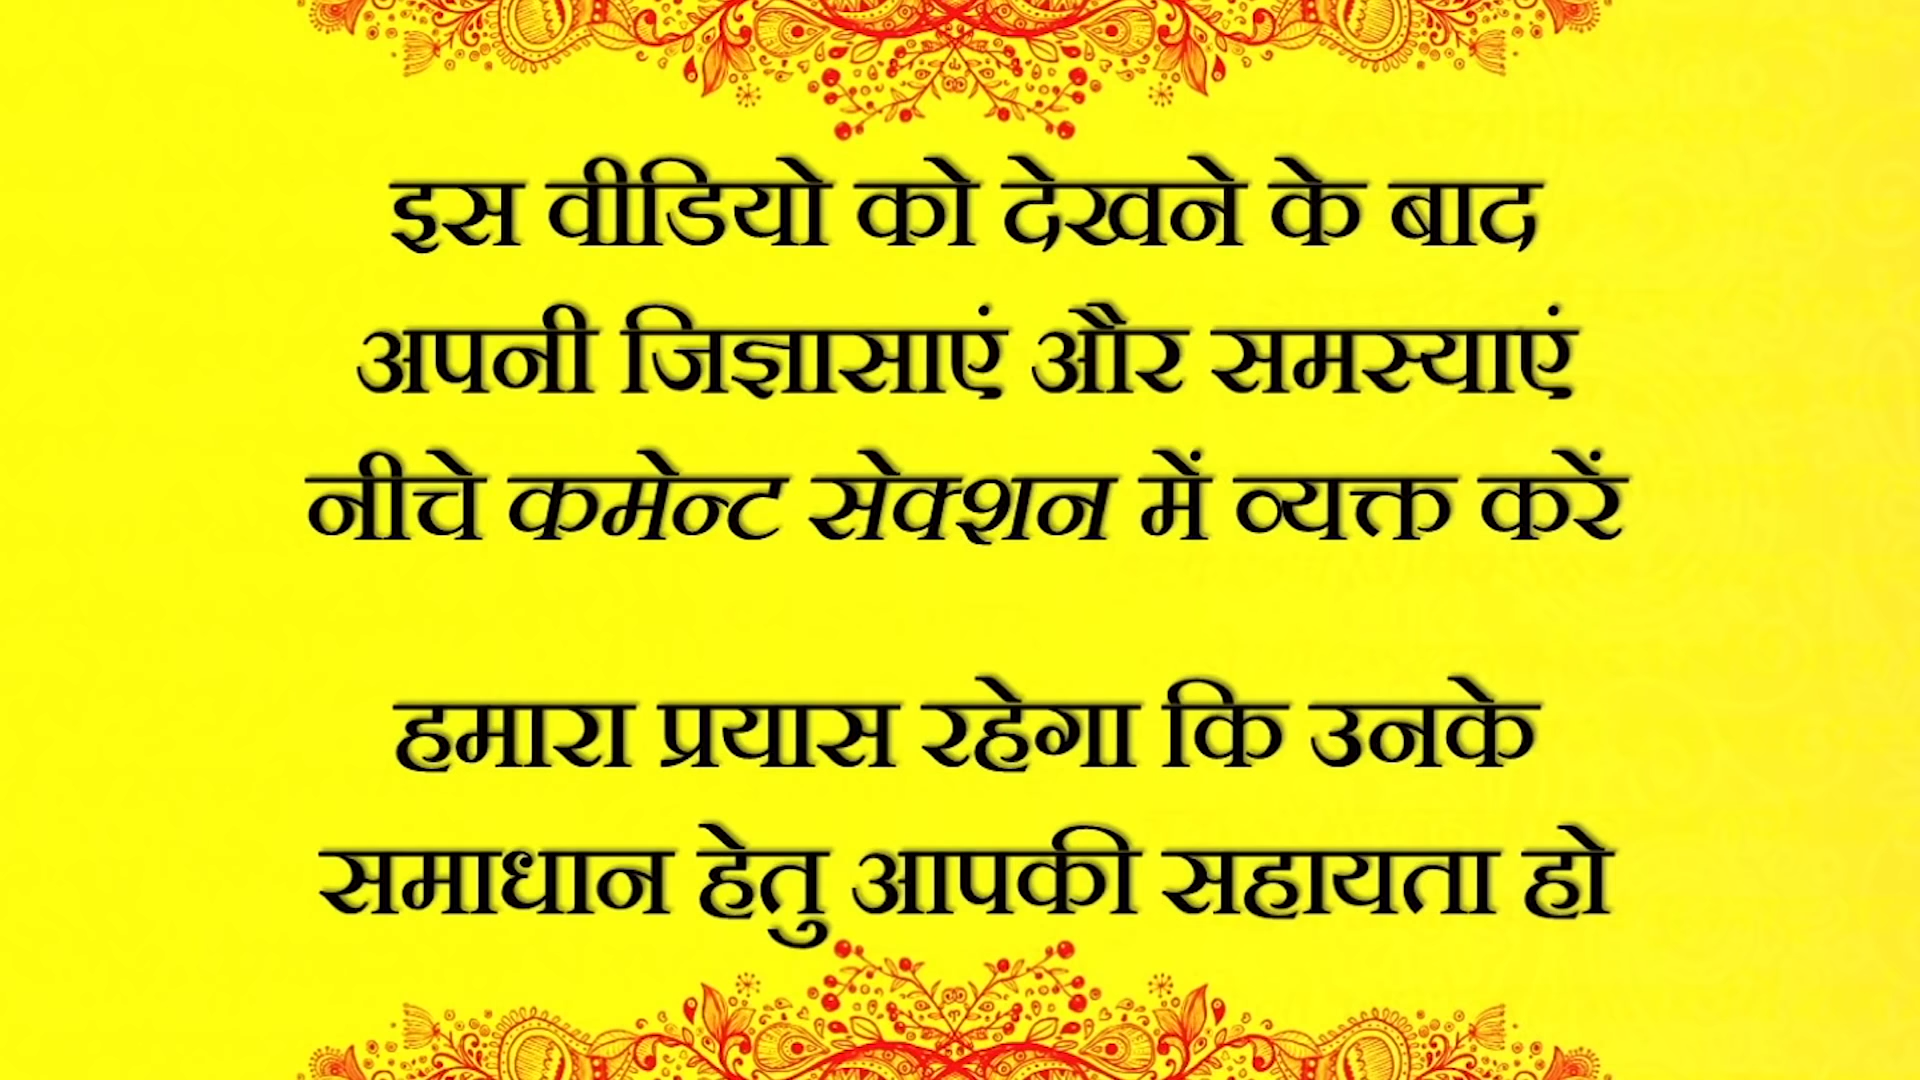 इस वीडियो को देखने के बाद
अपनी जिज्ञासाएं और समस्याएं
नीचे कमेन्ट सेक्शन में व्यक्त करें
हमारा प्रयास रहेगा कि उनके
समाधान हेतु आपकी सहायता हो